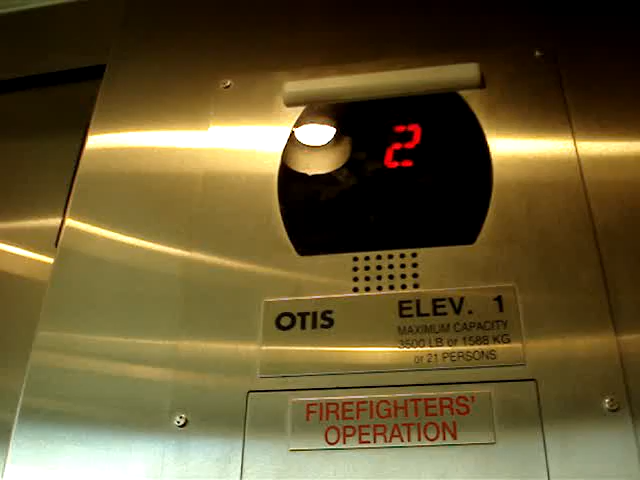 2
OTIS
ELEV. 1
MAXIMUM CAPACITY
3500 LB or 1588 KG
or 21 PERSONS
FIREFIGHTERS'
OPERATION